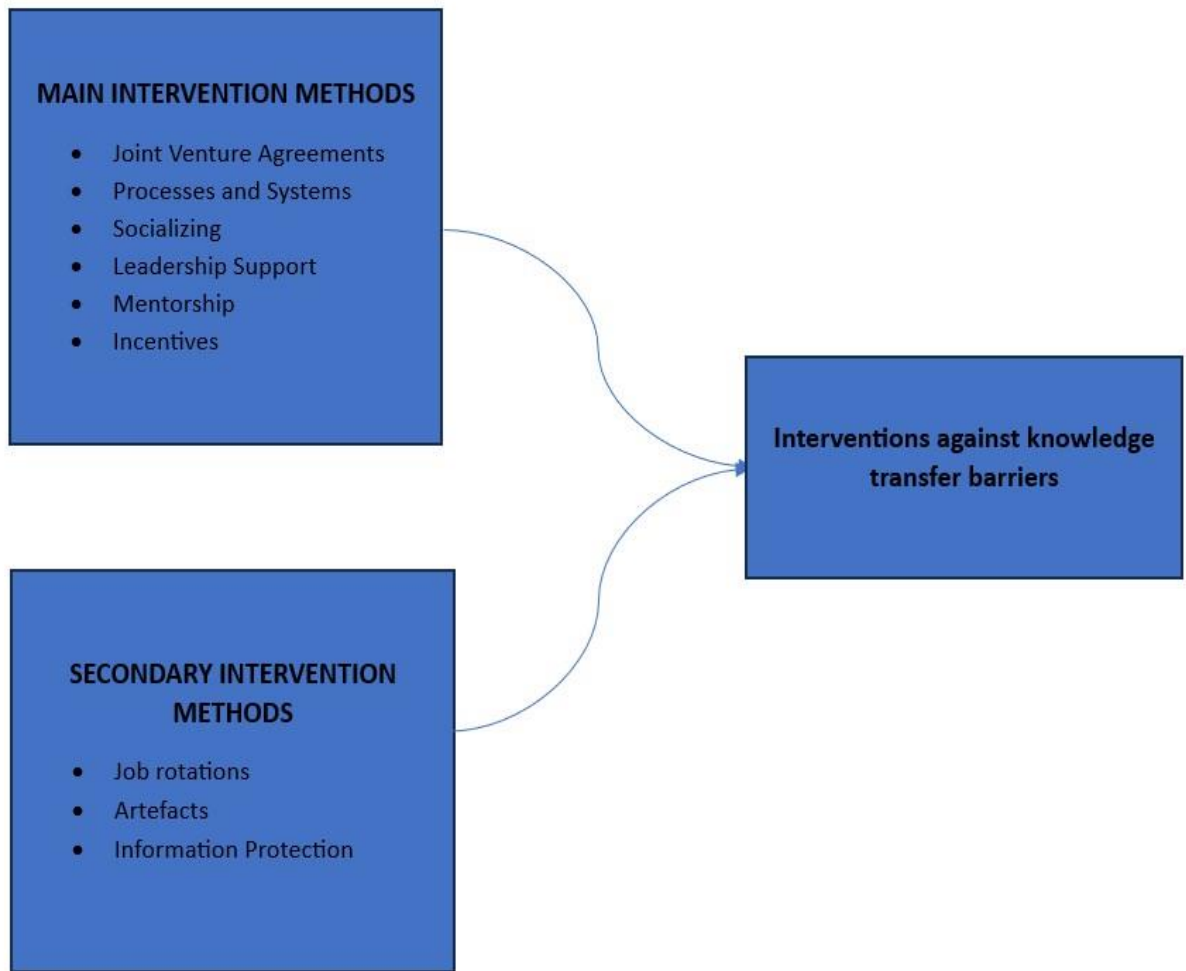 MAIN INTERVENTION METHODS
• Joint Venture Agreements
• Processes and Systems
• Socializing
• Leadership Support
• Mentorship
• Incentives
Interventions against knowledge
transfer barriers
SECONDARY INTERVENTION
METHODS
• Job rotations
• Artefacts
• Information Protection